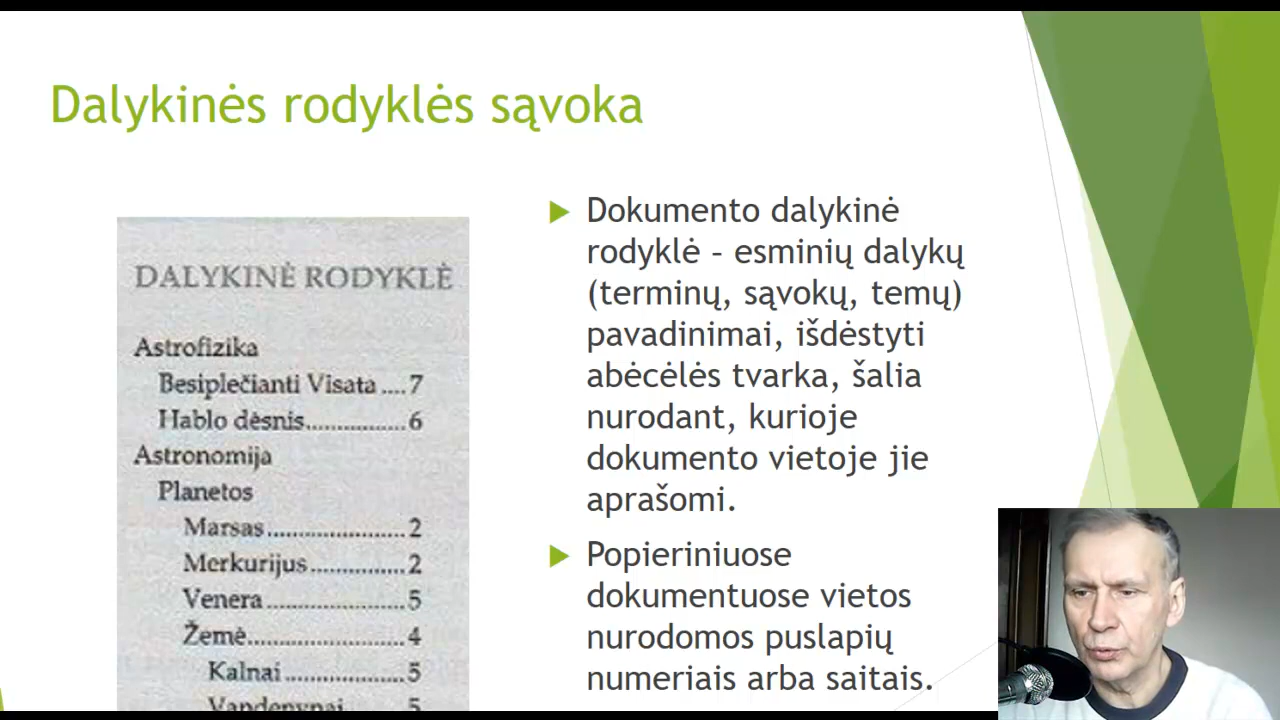 Dalykinės rodyklės sąvoka
DALYKINĖ RODYKLĖ
Astrofizika
Besiplečianti Visata ....7
Hablo dėsnis................6
Astronomija
Planetos
Marsas......................2
Merkurijus.................2
Venera......................5
Žemė.........................4
Kalnai.....................5
Vandenynai 5
Dokumento dalykinė
rodyklė – esminių dalykų
(terminų, sąvokų, temų)
pavadinimai, išdėstyti
abėcėlės tvarka, šalia
nurodant, kurioje
dokumento vietoje jie
aprašomi.
Popieriniuose
dokumentuose vietos
nurodomos puslapių
numeriais arba saitais.